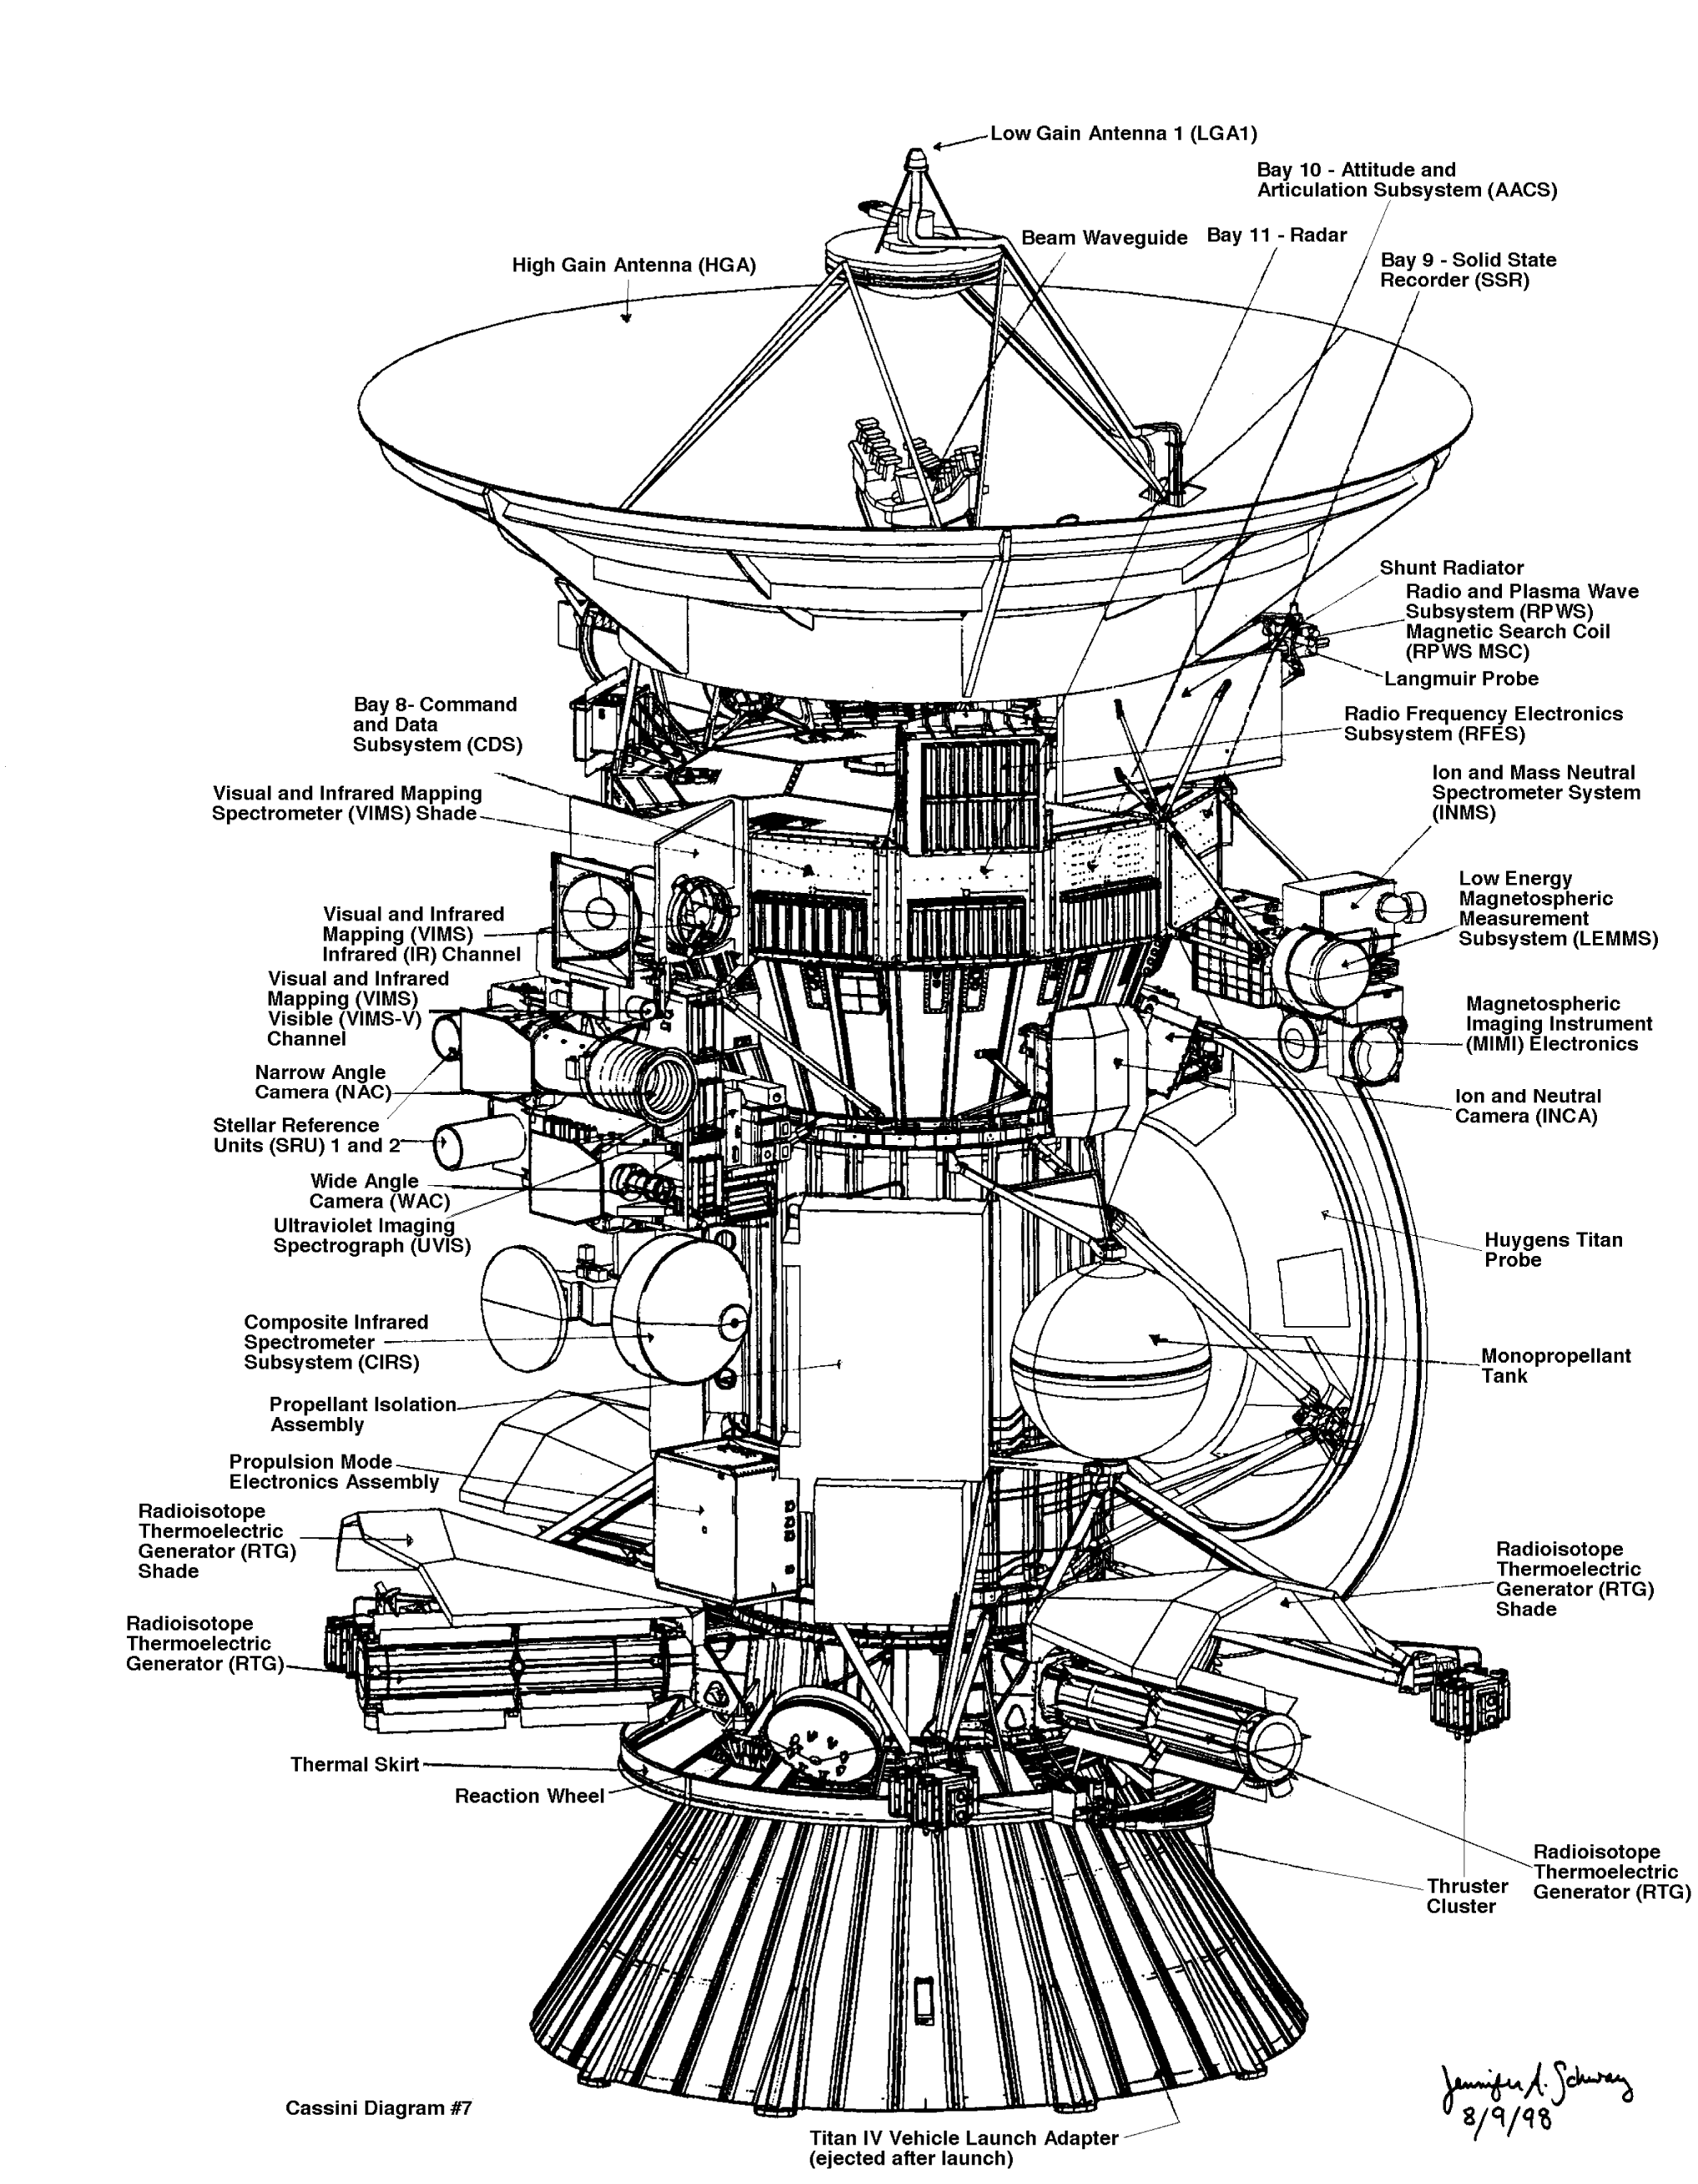 Low Gain Antenna 1 (LGA1)
Bay 10 - Attitude and
Articulation Subsystem (AACS)
Beam Waveguide
Bay 11 - Radar
High Gain Antenna (HGA)
Bay 9 - Solid State
Recorder (SSR)
Shunt Radiator
Radio and Plasma Wave
Subsystem (RPWS)
Magnetic Search Coil
(RPWS MSC)
Langmuir Probe
Bay 8- Command
and Data
Subsystem (CDS)
Radio Frequency Electronics
Subsystem (RFES)
Visual and Infrared Mapping
Spectrometer (VIMS) Shade
Ion and Mass Neutral
Spectrometer System
(INMS)
Low Energy
Magnetospheric
Measurement
Subsystem (LEMMS)
Visual and Infrared
Mapping (VIMS)
Infrared (IR) Channel
Visual and Infrared
Mapping (VIMS)
Visible (VIMS-V)
Channel
Magnetospheric
Imaging Instrument
(MIMI) Electronics
Narrow Angle
Camera (NAC)
Ion and Neutral
Camera (INCA)
Stellar Reference
Units (SRU) 1 and 2
Wide Angle
Camera (WAC)
Ultraviolet Imaging
Spectrograph (UVIS)
Huygens Titan
Probe
Composite Infrared
Spectrometer
Subsystem (CIRS)
Monopropellant
Tank
Propellant Isolation
Assembly
Propulsion Mode
Electronics Assembly
Radioisotope
Thermoelectric
Generator (RTG)
Shade
Radioisotope
Thermoelectric
Generator (RTG)
Shade
Radioisotope
Thermoelectric
Generator (RTG)
Thermal Skirt
Reaction Wheel
Radioisotope
Thermoelectric
Generator (RTG)
Thruster
Cluster
Cassini Diagram #7
Jennifer A. Schwarz
8/9/98
Titan IV Vehicle Launch Adapter
(ejected after launch)